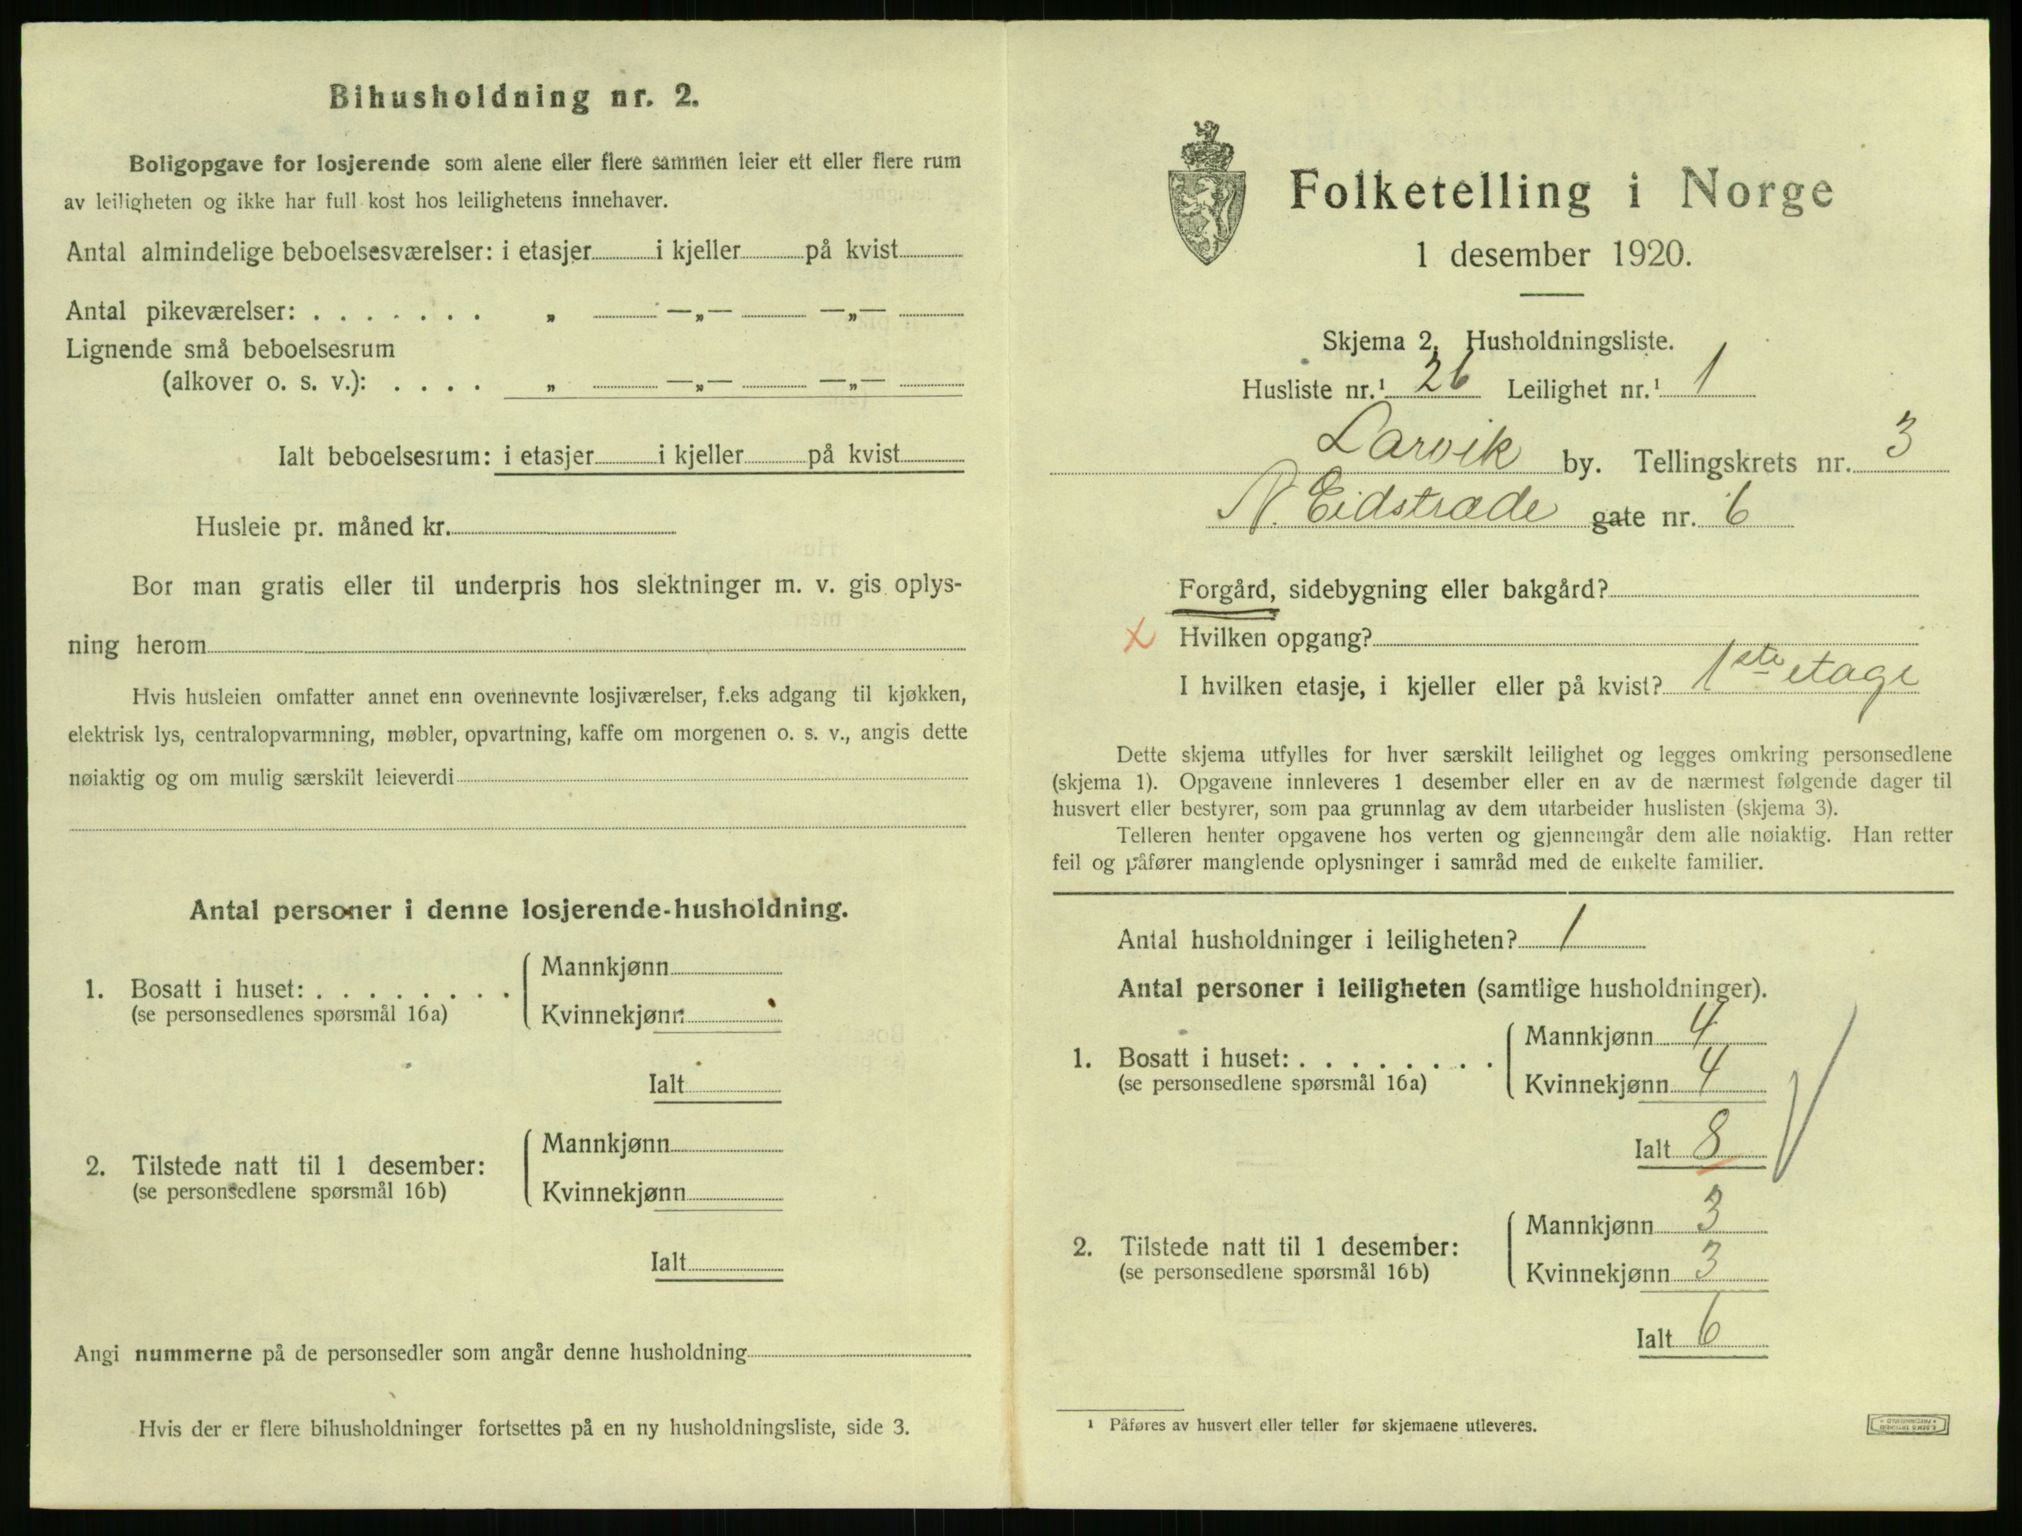 Bihusholdning nr. 2.
Boligopgave for losjerende som alene eller flere sammen leier ett eller flere rum
av leiligheten og ikke har full kost hos leilighetens innehaver.
Antal almindelige beboelsesværelser: i etasjer i kjeller på kvist
Antal pikeværelser: . . . . . . . „ —„— —„—
Lignende små beboelsesrum
(alkover o. s. v.): . . . . „ —„— —„—
Ialt beboelsesrum: i etasjer i kjeller på kvist
Husleie pr. måned kr.
Bor man gratis eller til underpris hos slektninger m. v. gis oplys-
ning herom
Hvis husleien omfatter annet enn ovennevnte losjiværelser, f.eks adgang til kjøkken,
elektrisk lys, centralopvarmning, møbler, opvartning, kaffe om morgenen o. s. v., angis dette
nøiaktig og om mulig særskilt leieverdi
Antal personer i denne losjerende-husholdning.
1. Bosatt i huset: . . . . . . . .
(se personsedlenes spørsmål 16a)
Mannkjønn
Kvinnekjønn
Ialt
2. Tilstede natt til 1 desember:
(se personsedlene spørsmål 16b)
Mannkjønn
Kvinnekjønn
Ialt
Angi nummerne på de personsedler som angår denne husholdning
Hvis der er flere bihusholdninger fortsettes på en ny husholdningsliste, side 3.
Folketelling i Norge
1 desember 1920.
Skjema 2. Husholdningsliste.
Husliste nr.¹ 26 Leilighet nr.¹ 1
Larvik by. Tellingskrets nr. 3
N. Eidstræde gate nr. 6
Forgård, sidebygning eller bakgård?
x Hvilken opgang?
I hvilken etasje, i kjeller eller på kvist? 1ste etage
Dette skjema utfylles for hver særskilt leilighet og legges omkring personsedlene
(skjema 1). Opgavene innleveres 1 desember eller en av de nærmest følgende dager til
husvert eller bestyrer, som paa grunnlag av dem utarbeider huslisten (skjema 3).
Telleren henter opgavene hos verten og gjennemgår dem alle nøiaktig. Han retter
feil og påfører manglende oplysninger i samråd med de enkelte familier.
Antal husholdninger i leiligheten? 1
Antal personer i leiligheten (samtlige husholdninger).
1. Bosatt i huset: . . . . . . . .
(se personsedlene spørsmål 16a)
Mannkjønn 4
Kvinnekjønn 4
Ialt 8
2. Tilstede natt til 1 desember:
(se personsedlene spørsmål 16b)
Mannkjønn 3
Kvinnekjønn 3
Ialt 6
¹ Påføres av husvert eller teller før skjemaene utleveres.